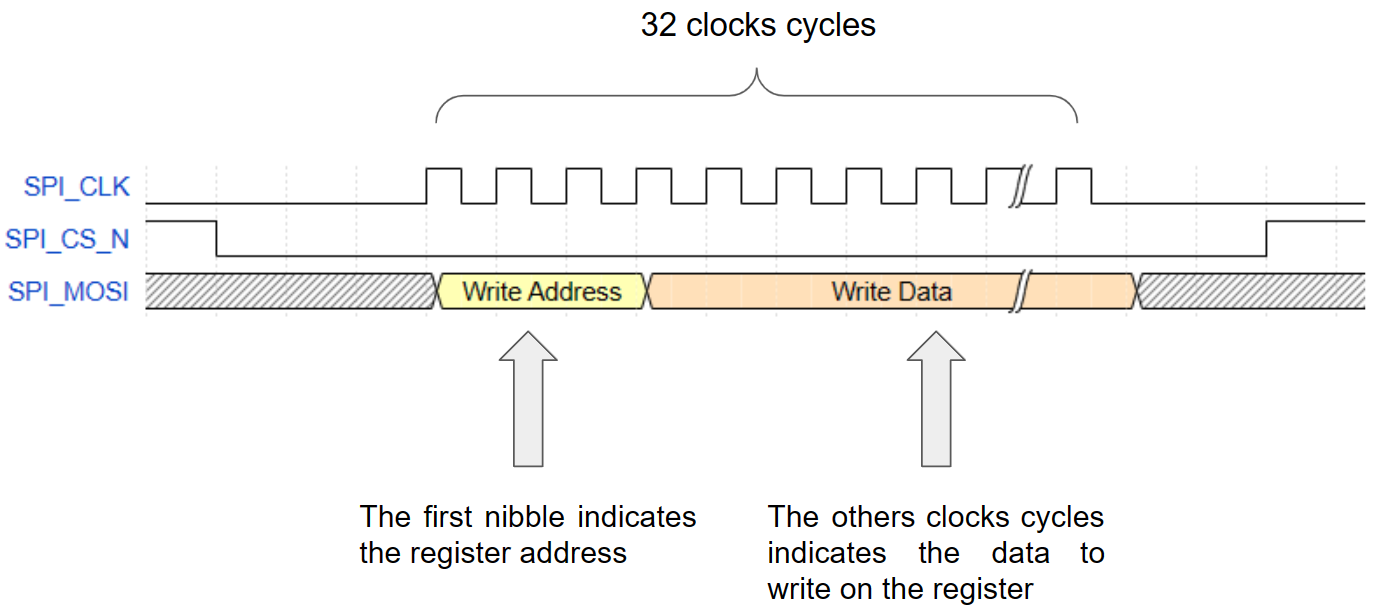 32 clocks cycles
SPI_CLK
SPI_CS_N
SPI_MOSI
Write Address
Write Data
The first nibble indicates
the register address
The others clocks cycles
indicates the data to
write on the register